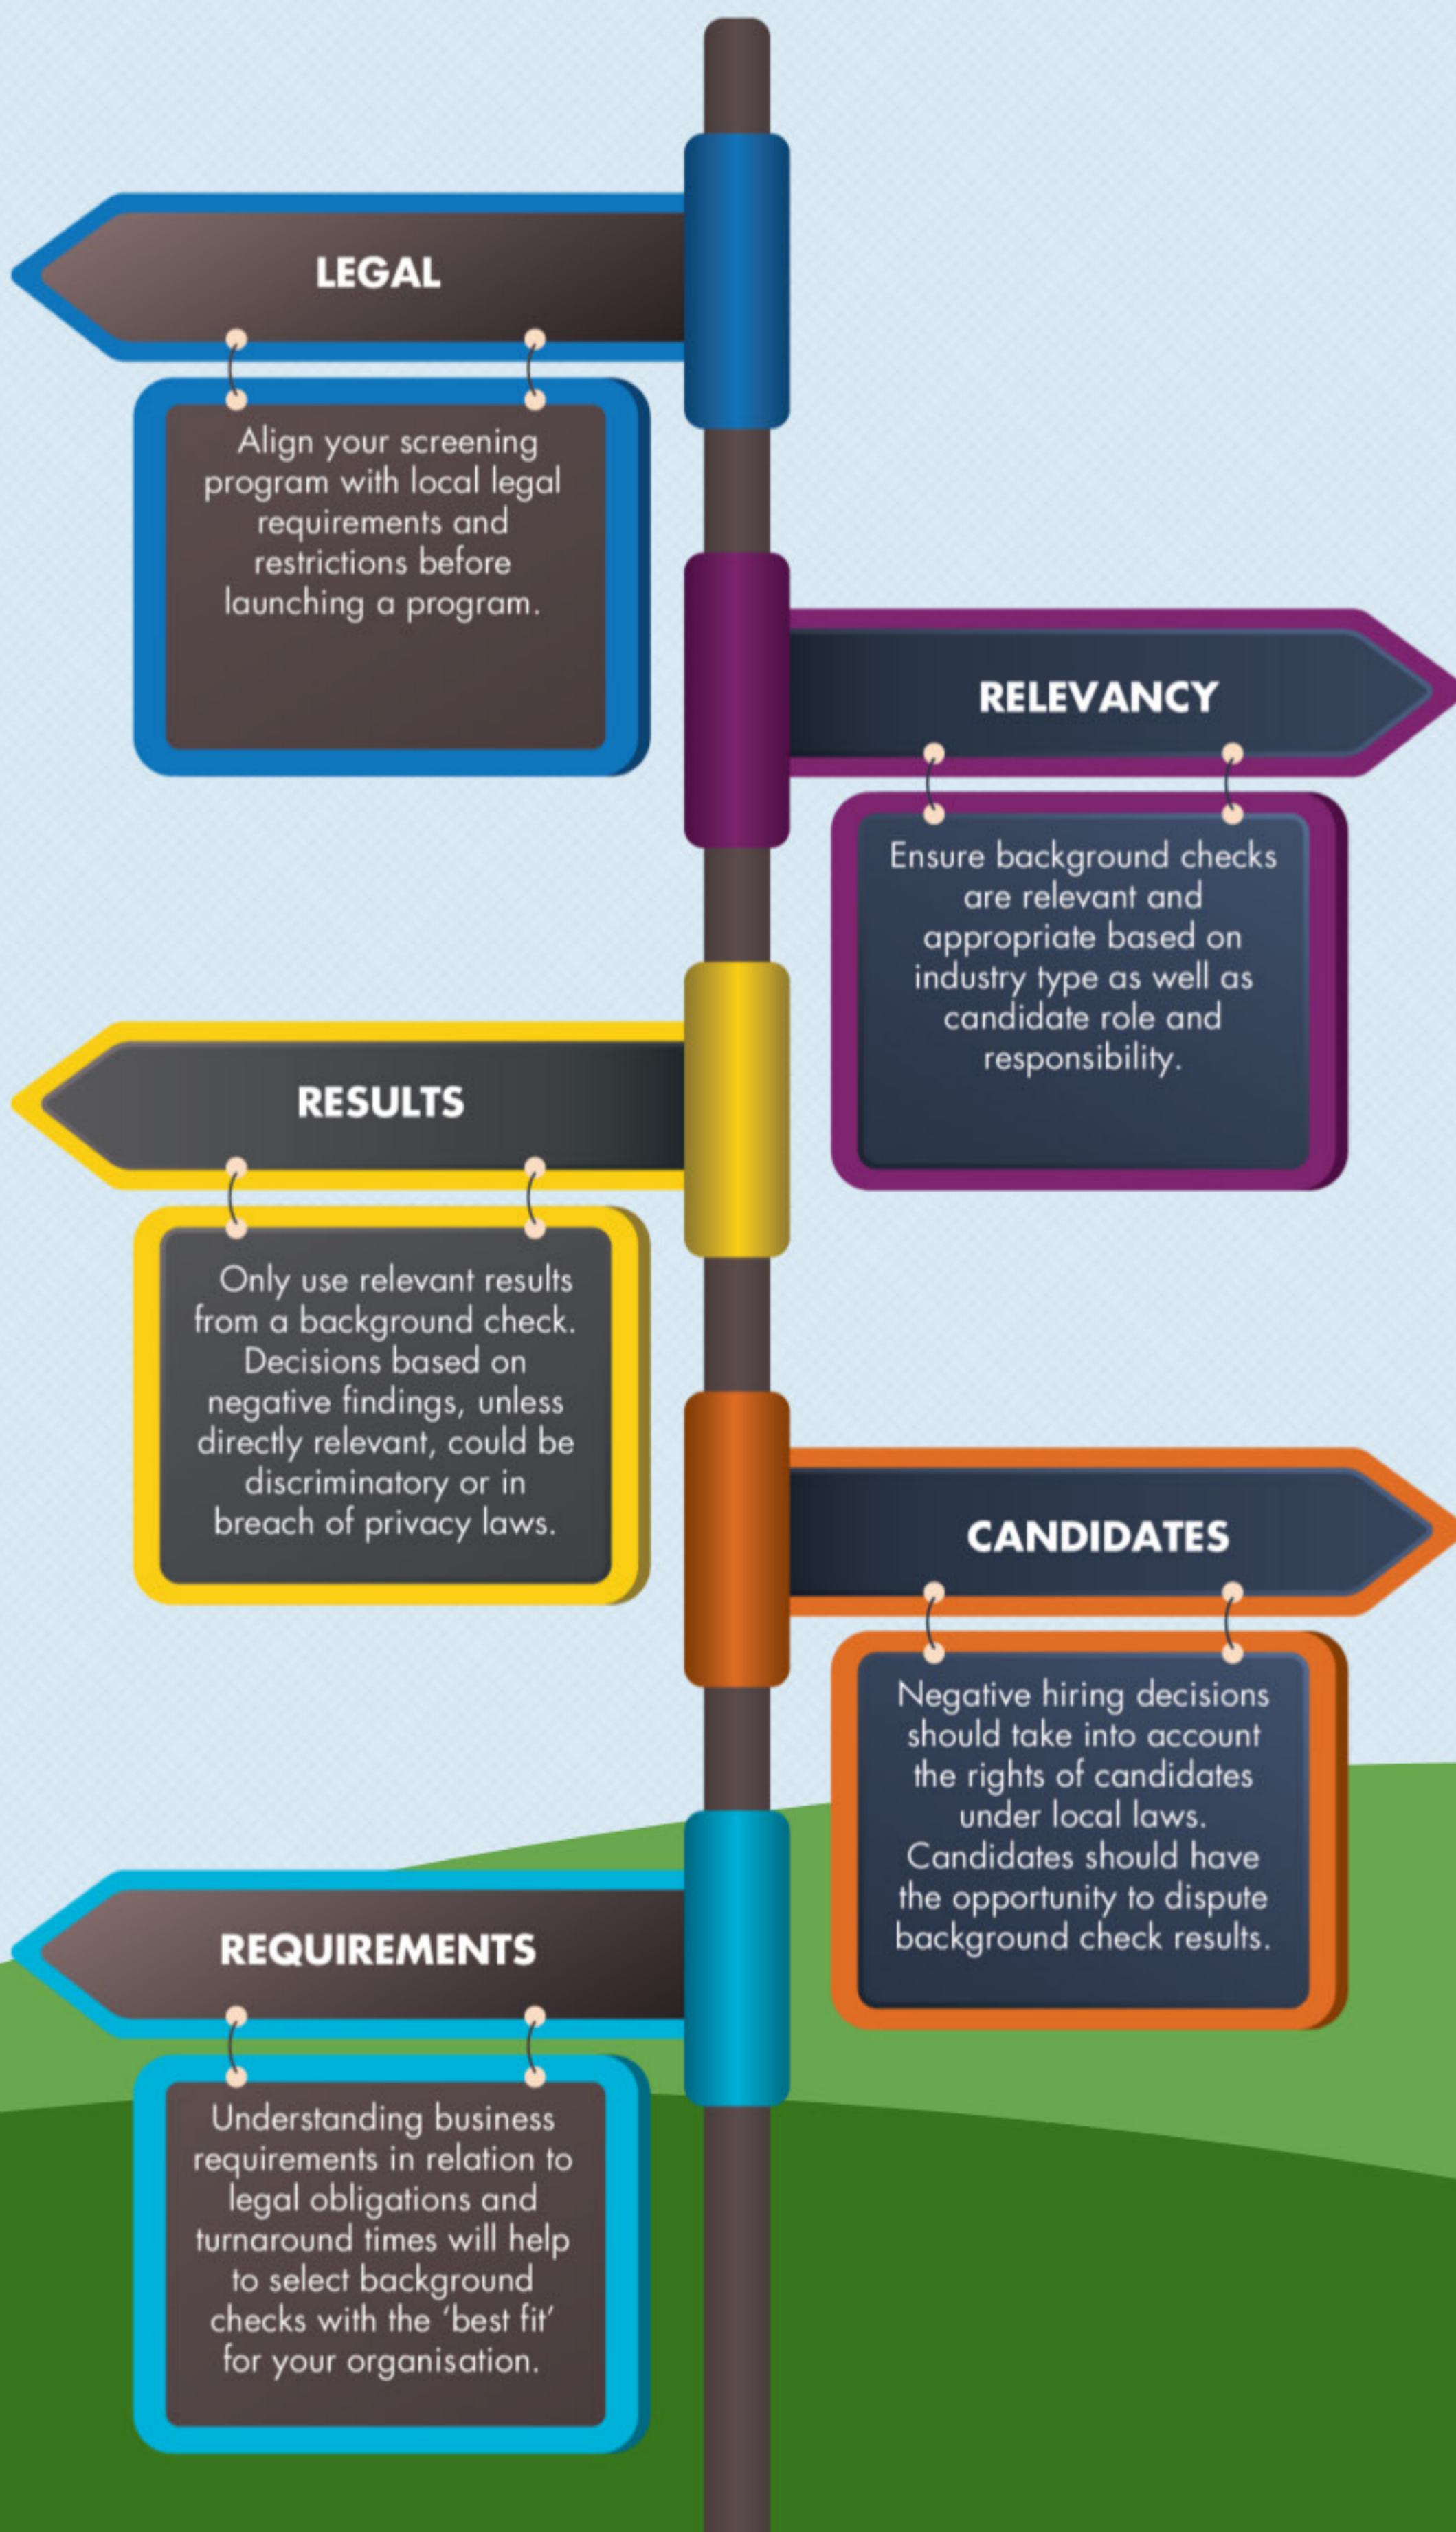 LEGAL
Align your screening
program with local legal
requirements and
restrictions before
launching a program.
RELEVANCY
Ensure background checks
are relevant and
appropriate based on
industry type as well as
candidate role and
responsibility.
RESULTS
Only use relevant results
from a background check.
Decisions based on
negative findings, unless
directly relevant, could be
discriminatory or in
breach of privacy laws.
CANDIDATES
Negative hiring decisions
should take into account
the rights of candidates
under local laws.
Candidates should have
the opportunity to dispute
background check results.
REQUIREMENTS
Understanding business
requirements in relation to
legal obligations and
turnaround times will help
to select background
checks with the ‘best fit’
for your organisation.